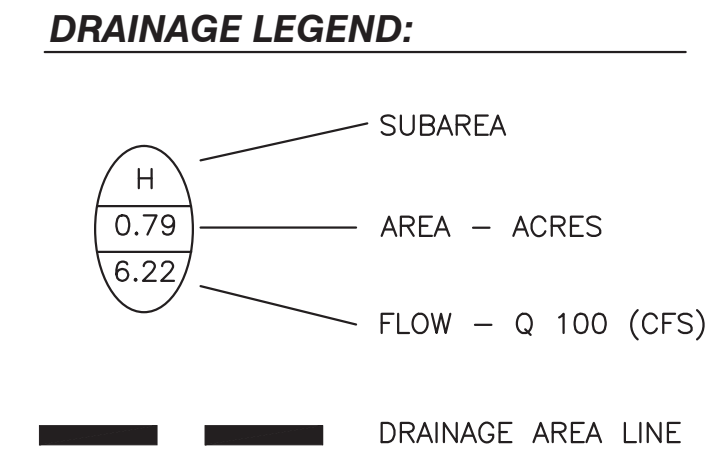 DRAINAGE LEGEND:
H
SUBAREA
0.79
AREA – ACRES
6.22
FLOW – Q 100 (CFS)
DRAINAGE AREA LINE